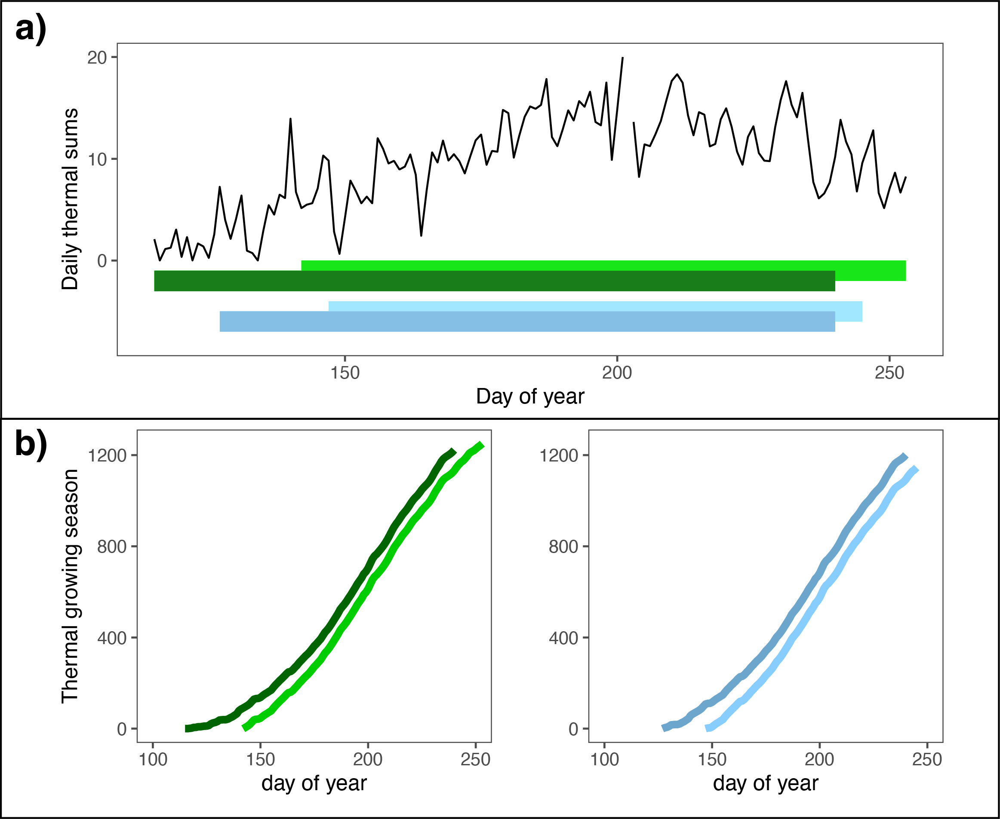 a)
20
10
0
Daily thermal sums
150 200 250
Day of year
b)
1200
800
400
0
Thermal growing season
100 150 200 250
day of year
1200
800
400
0
100 150 200 250
day of year